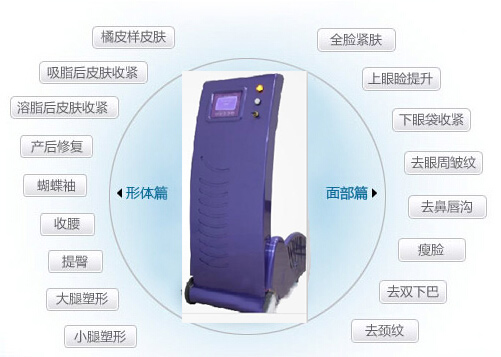 橘皮样皮肤
吸脂后皮肤收紧
溶脂后皮肤收紧
产后修复
蝴蝶袖
收腰
提臀
大腿塑形
小腿塑形
形体篇
面部篇
全脸紧肤
上眼睑提升
下眼袋收紧
去眼周皱纹
去鼻唇沟
瘦脸
去双下巴
去颈纹